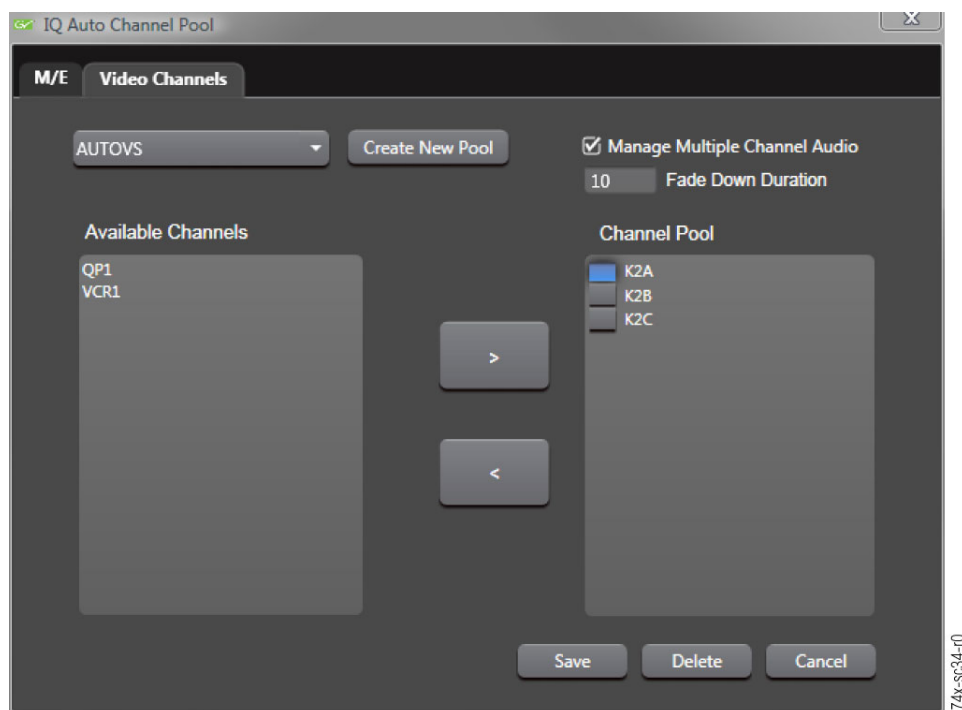 IQ Auto Channel Pool
X
M/E Video Channels
AUTOVS Create New Pool
Manage Multiple Channel Audio
10 Fade Down Duration
Available Channels
QP1
VCR1
>
<
Channel Pool
K2A
K2B
K2C
Save Delete Cancel
74x-sc34-r0